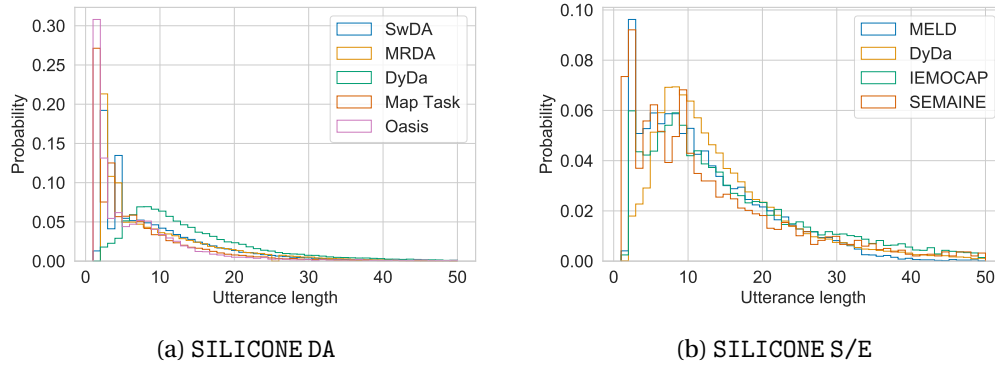 SwDA
MRDA
DyDa
Map Task
Oasis
Probability
0.30
0.25
0.20
0.15
0.10
0.05
0.00
0 10 20 30 40 50
Utterance length
(a) SILICONE DA
MELD
DyDa
IEMOCAP
SEMAINE
Probability
0.10
0.08
0.06
0.04
0.02
0.00
0 10 20 30 40 50
Utterance length
(b) SILICONE S/E